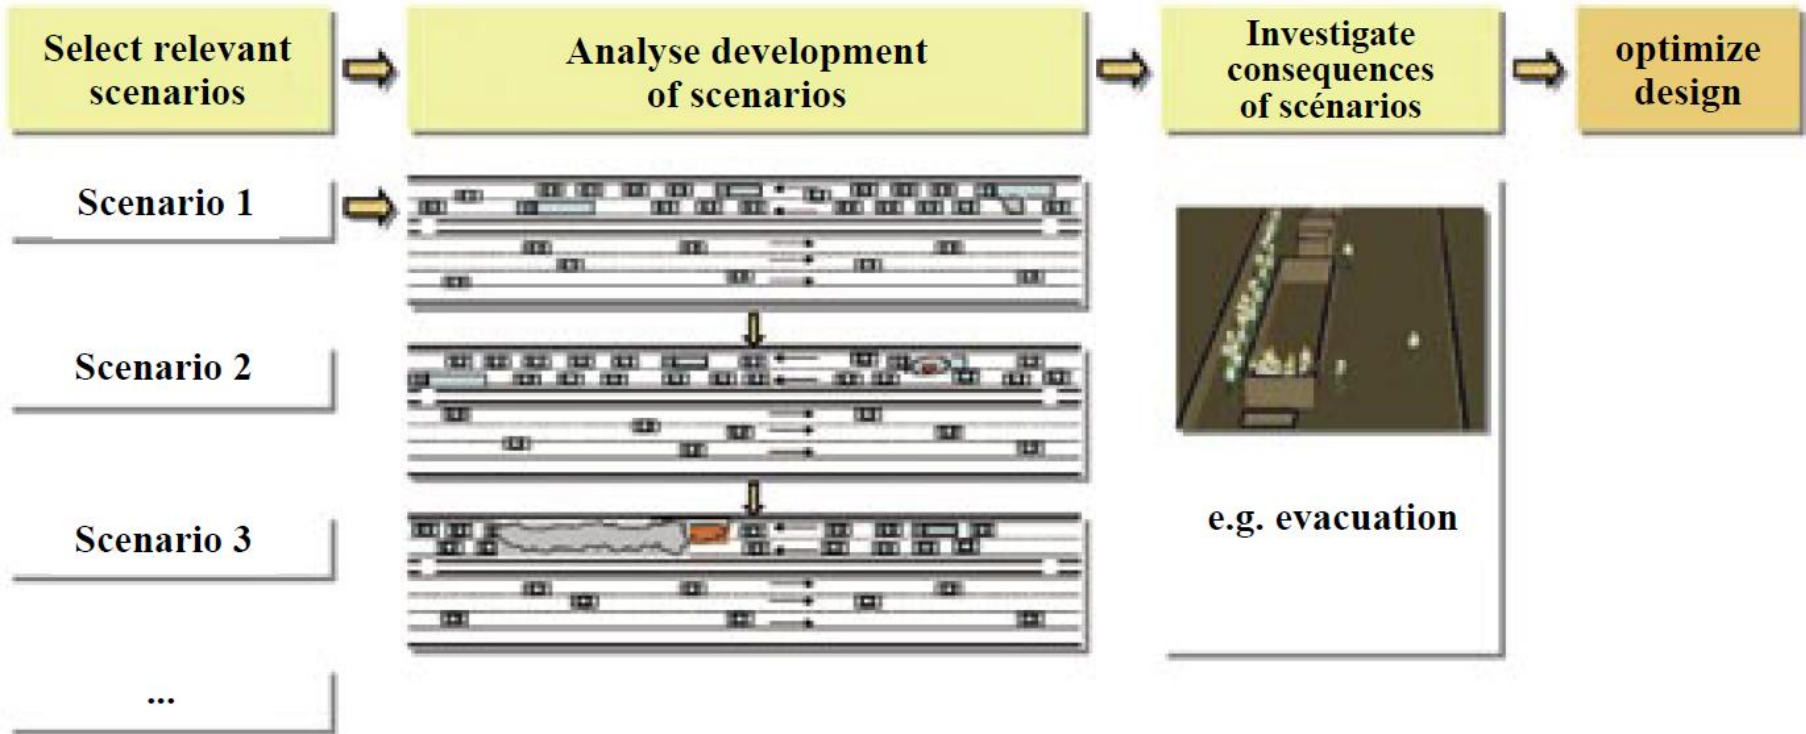 Select relevant
scenarios
Analyse development
of scenarios
Investigate
consequences
of scénarios
optimize
design
Scenario 1
Scenario 2
Scenario 3
...
e.g. evacuation